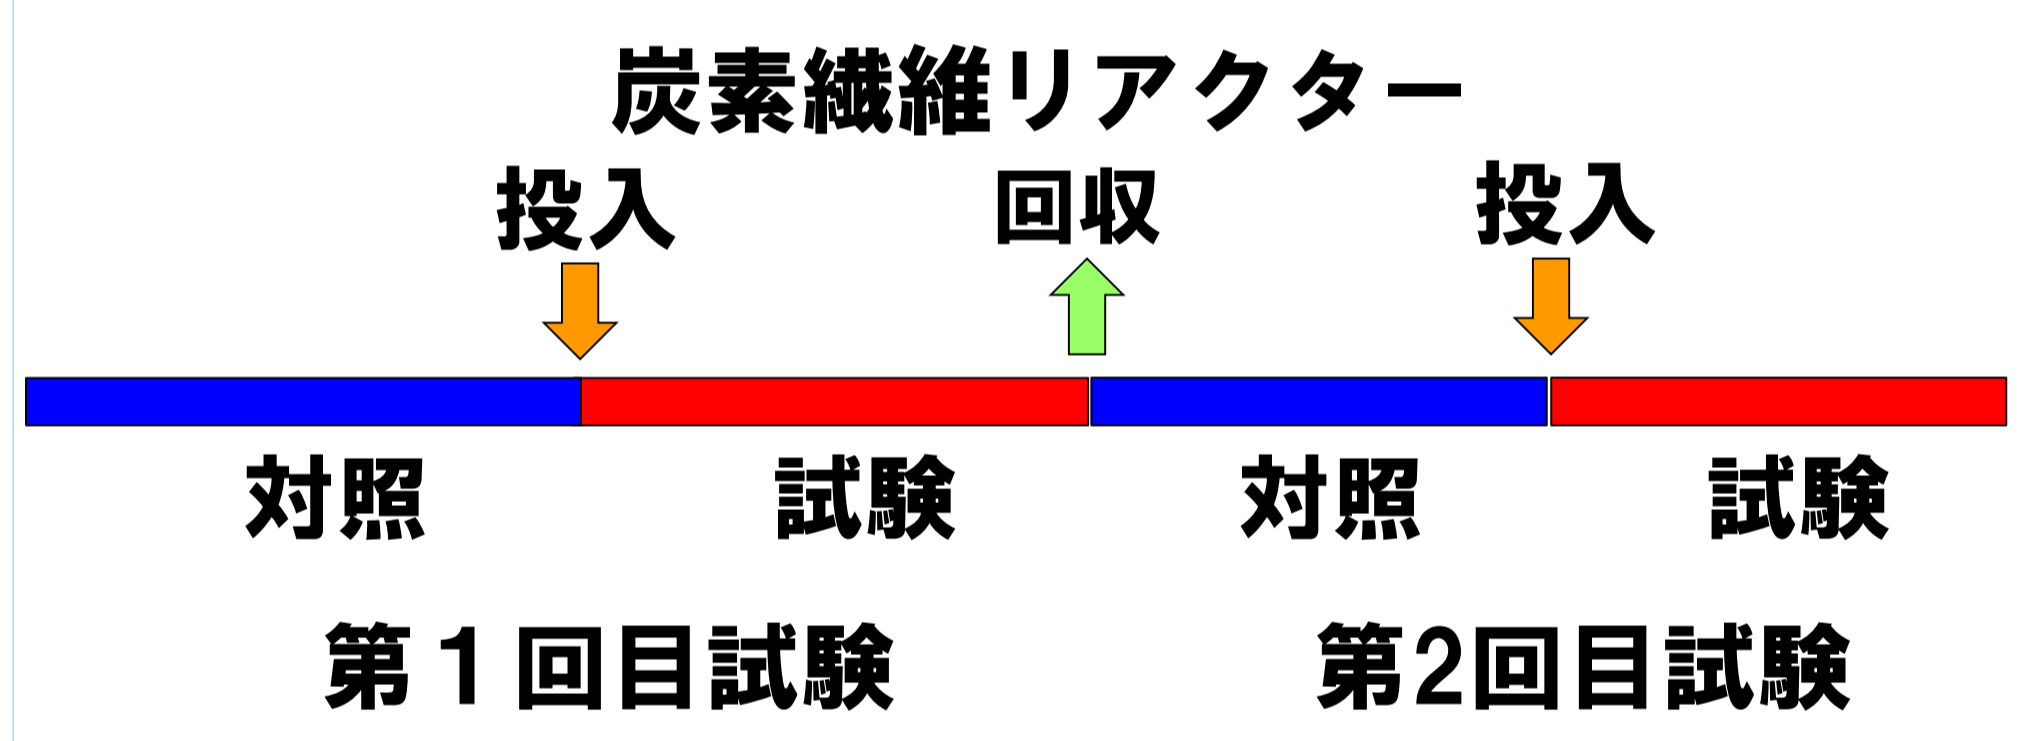 炭素繊維リアクター
投入 回収 投入
対照 試験 対照 試験
第１回目試験 第2回目試験